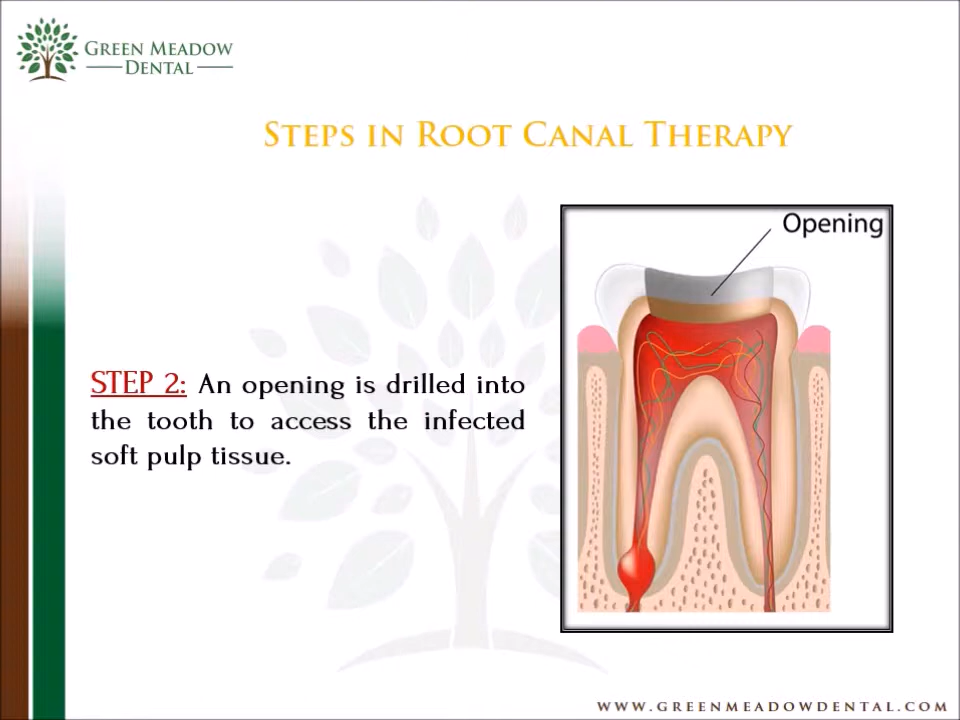 GREEN MEADOW
DENTAL
STEPS IN ROOT CANAL THERAPY
Opening
STEP 2: An opening is drilled into
the tooth to access the infected
soft pulp tissue.
WWW.GREENMEADOWDENTAL.COM